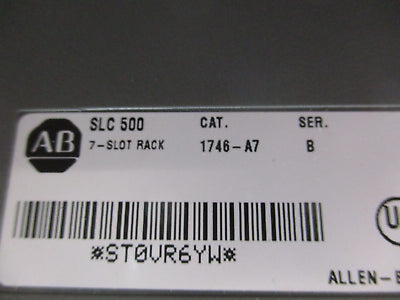 AB SLC 500 CAT. SER.
7-SLOT RACK 1746-A7 B
*ST0VR6YW*
ALLEN-B